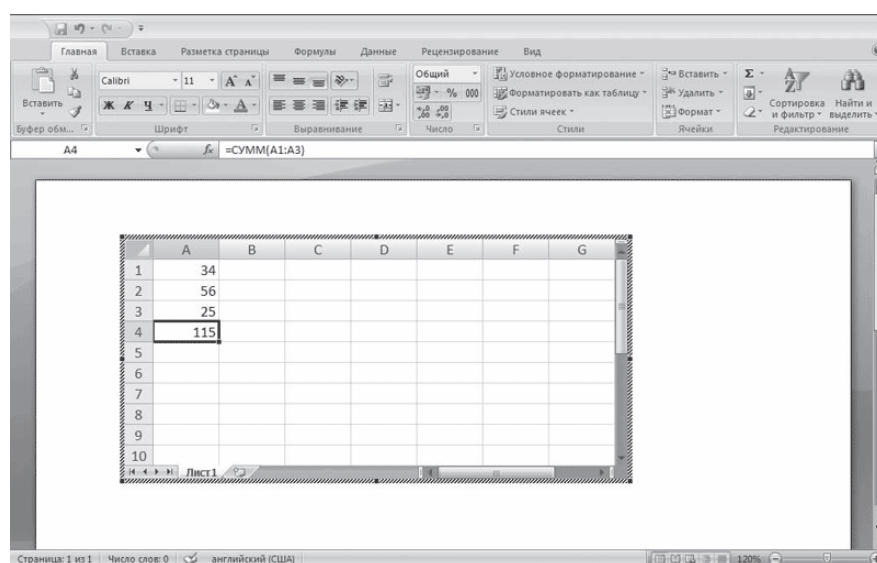 Главная Вставка Разметка страницы Формулы Данные Рецензирование Вид
Вставить
Буфер обм...
Calibri 11
Ж К Ч
Шрифт
Выравнивание
Общий
% 000
Число
Условное форматирование
Форматировать как таблицу
Стили ячеек
Стили
Вставить
Удалить
Формат
Ячейки
Σ
Сортировка и фильтр
Найти и выделить
Редактирование
A4 fx =СУММ(A1:A3)
A B C D E F G
1 34
2 56
3 25
4 115
5
6
7
8
9
10
Лист1
Страница: 1 из 1 Число слов: 0 английский (США) 120%